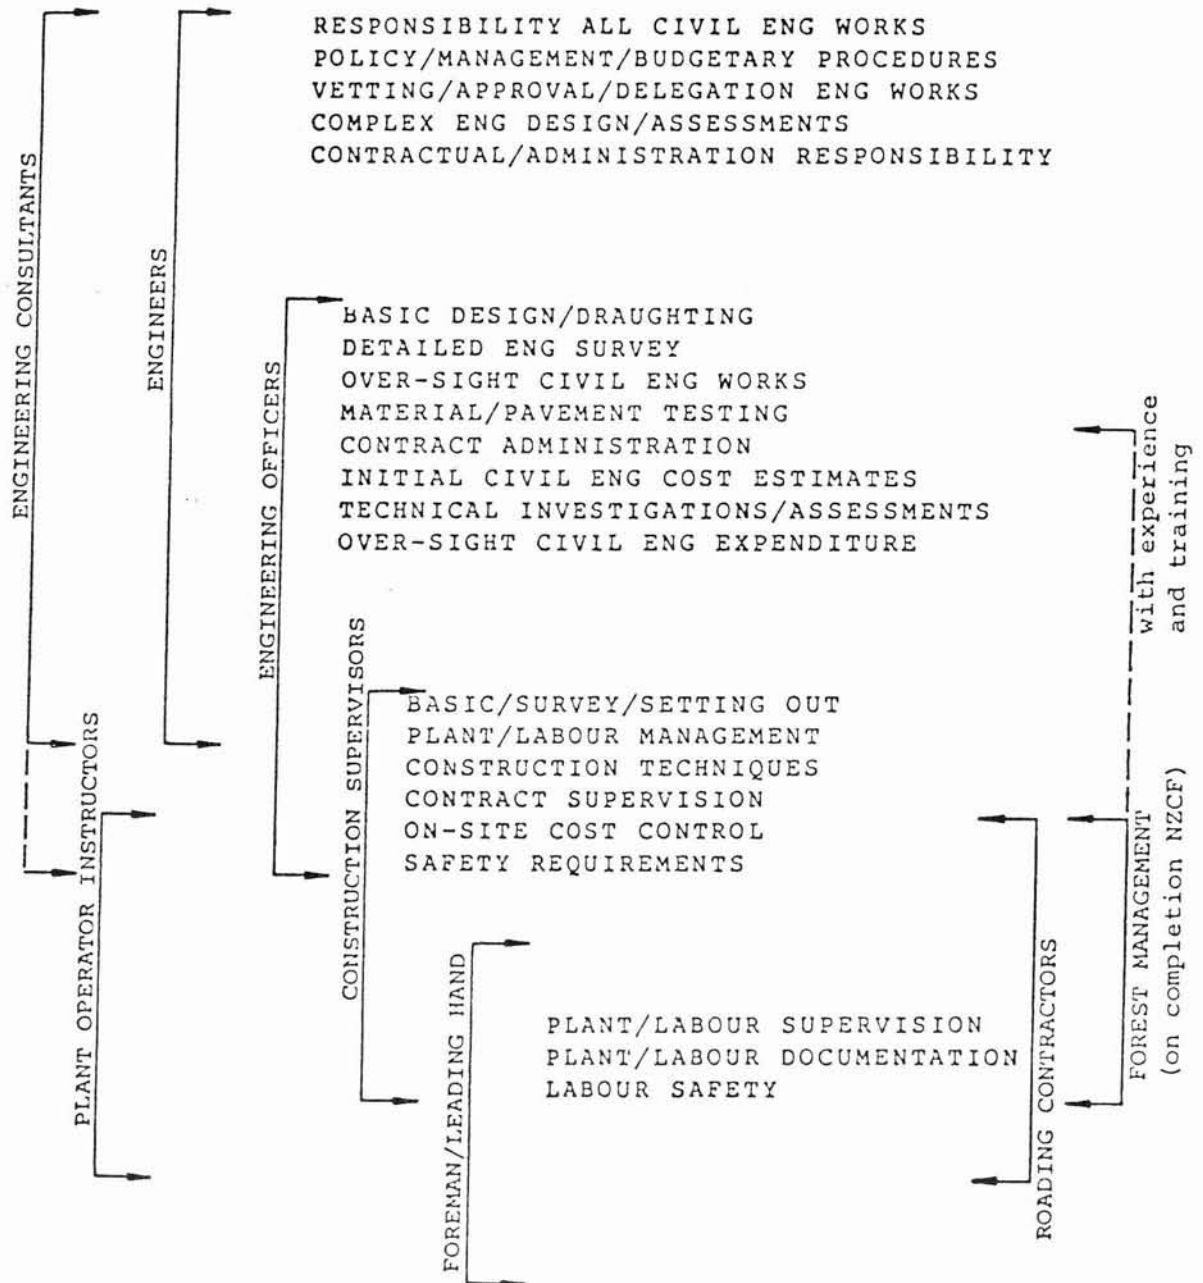 RESPONSIBILITY ALL CIVIL ENG WORKS
POLICY/MANAGEMENT/BUDGETARY PROCEDURES
VETTING/APPROVAL/DELEGATION ENG WORKS
COMPLEX ENG DESIGN/ASSESSMENTS
CONTRACTUAL/ADMINISTRATION RESPONSIBILITY
ENGINEERING CONSULTANTS
ENGINEERS
ENGINEERING OFFICERS
BASIC DESIGN/DRAUGHTING
DETAILED ENG SURVEY
OVER-SIGHT CIVIL ENG WORKS
MATERIAL/PAVEMENT TESTING
CONTRACT ADMINISTRATION
INITIAL CIVIL ENG COST ESTIMATES
TECHNICAL INVESTIGATIONS/ASSESSMENTS
OVER-SIGHT CIVIL ENG EXPENDITURE
with experience
and training
PLANT OPERATOR INSTRUCTORS
CONSTRUCTION SUPERVISORS
BASIC/SURVEY/SETTING OUT
PLANT/LABOUR MANAGEMENT
CONSTRUCTION TECHNIQUES
CONTRACT SUPERVISION
ON-SITE COST CONTROL
SAFETY REQUIREMENTS
FOREMAN/LEADING HAND
PLANT/LABOUR SUPERVISION
PLANT/LABOUR DOCUMENTATION
LABOUR SAFETY
ROADING CONTRACTORS
FOREST MANAGEMENT
(on completion NZCF)